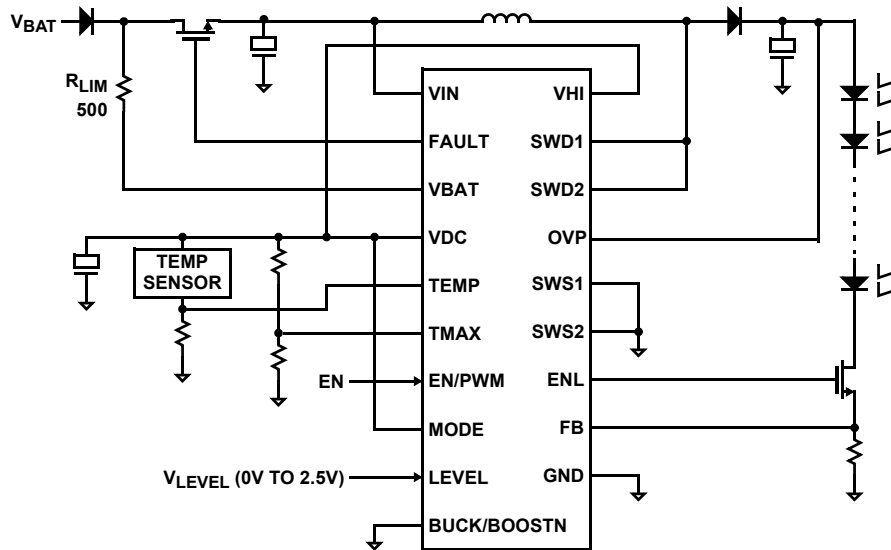 VBAT
RLIM
500
VIN
VHI
FAULT
SWD1
VBAT
SWD2
VDC
OVP
TEMP
SENSOR
TEMP
SWS1
TMAX
SWS2
EN
EN/PWM
ENL
MODE
FB
VLEVEL (0V TO 2.5V)
LEVEL
GND
BUCK/BOOSTN